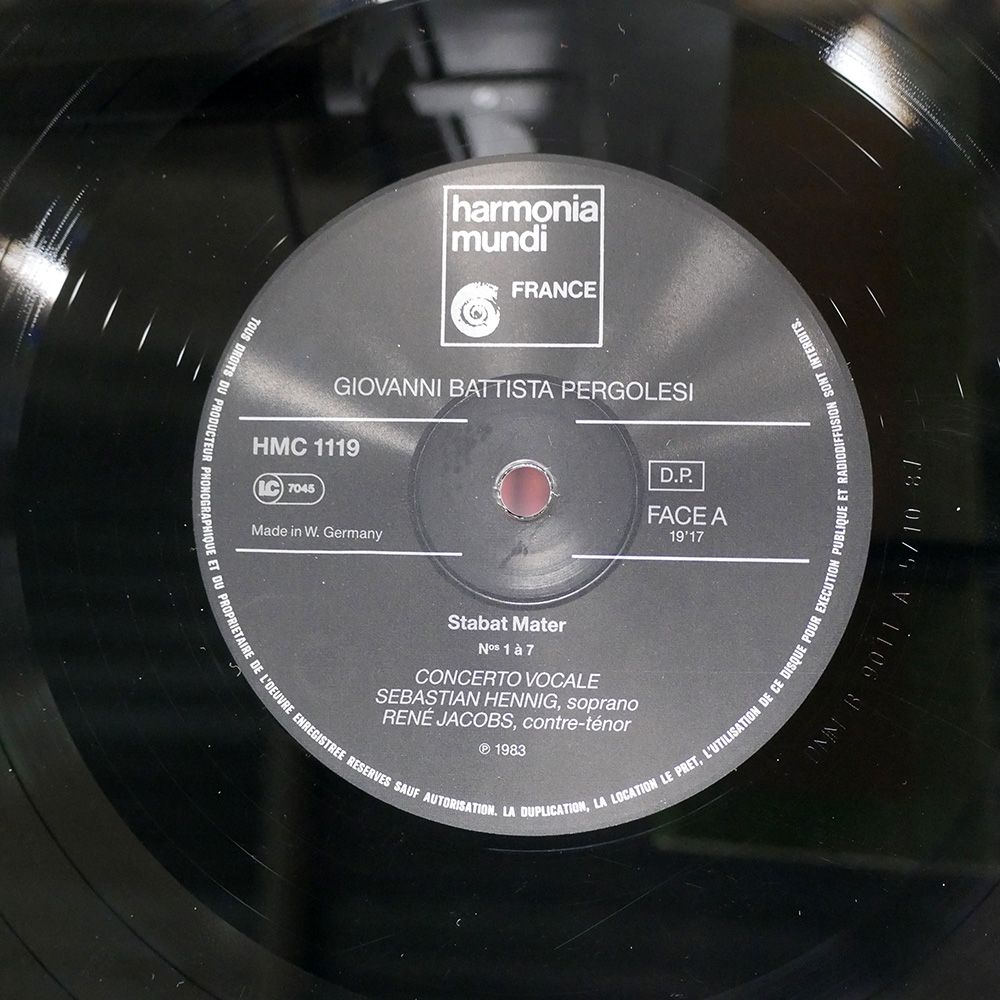 harmonia
mundi
FRANCE
GIOVANNI BATTISTA PERGOLESI
HMC 1119
LC 7045
Made in W. Germany
D.P.
FACE A
19'17
Stabat Mater
Nos 1 à 7
CONCERTO VOCALE
SEBASTIAN HENNIG, soprano
RENÉ JACOBS, contre-ténor
℗ 1983
TOUS DROITS DU PRODUCTEUR PHONOGRAPHIQUE ET DU PROPRIETAIRE DE L'OEUVRE ENREGISTREE RESERVES SAUF AUTORISATION. LA DUPLICATION, LA LOCATION LE PRET, L'UTILISATION DE CE DISQUE POUR EXECUTION PUBLIQUE ET RADIODIFFUSION SONT INTERDITS.